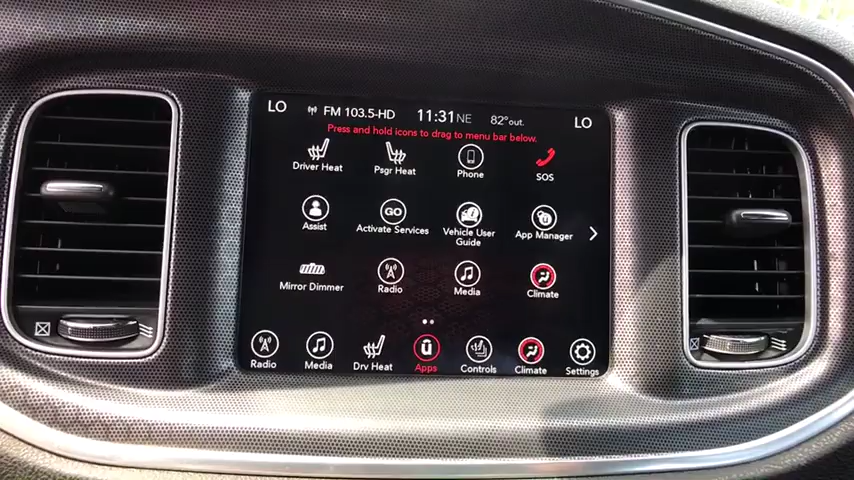 LO FM 103.5-HD 11:31 NE 82°out. LO
Press and hold icons to drag to menu bar below.
Driver Heat Psgr Heat Phone SOS
Assist Activate Services Vehicle User Guide App Manager
GO
Mirror Dimmer Radio Media Climate
Radio Media Drv Heat Apps Controls Climate Settings